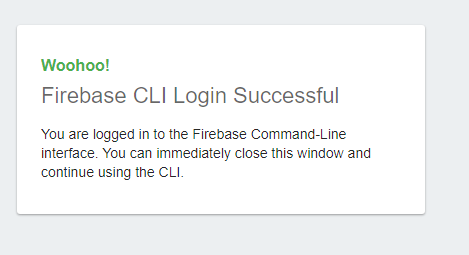 Woohoo!
Firebase CLI Login Successful
You are logged in to the Firebase Command-Line
interface. You can immediately close this window and
continue using the CLI.